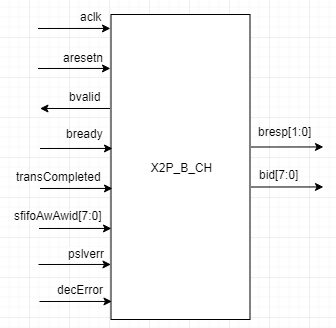 aclk
aresetn
bvalid
bready
transCompleted
sfifoAwAwid[7:0]
pslverr
decError
X2P_B_CH
bresp[1:0]
bid[7:0]